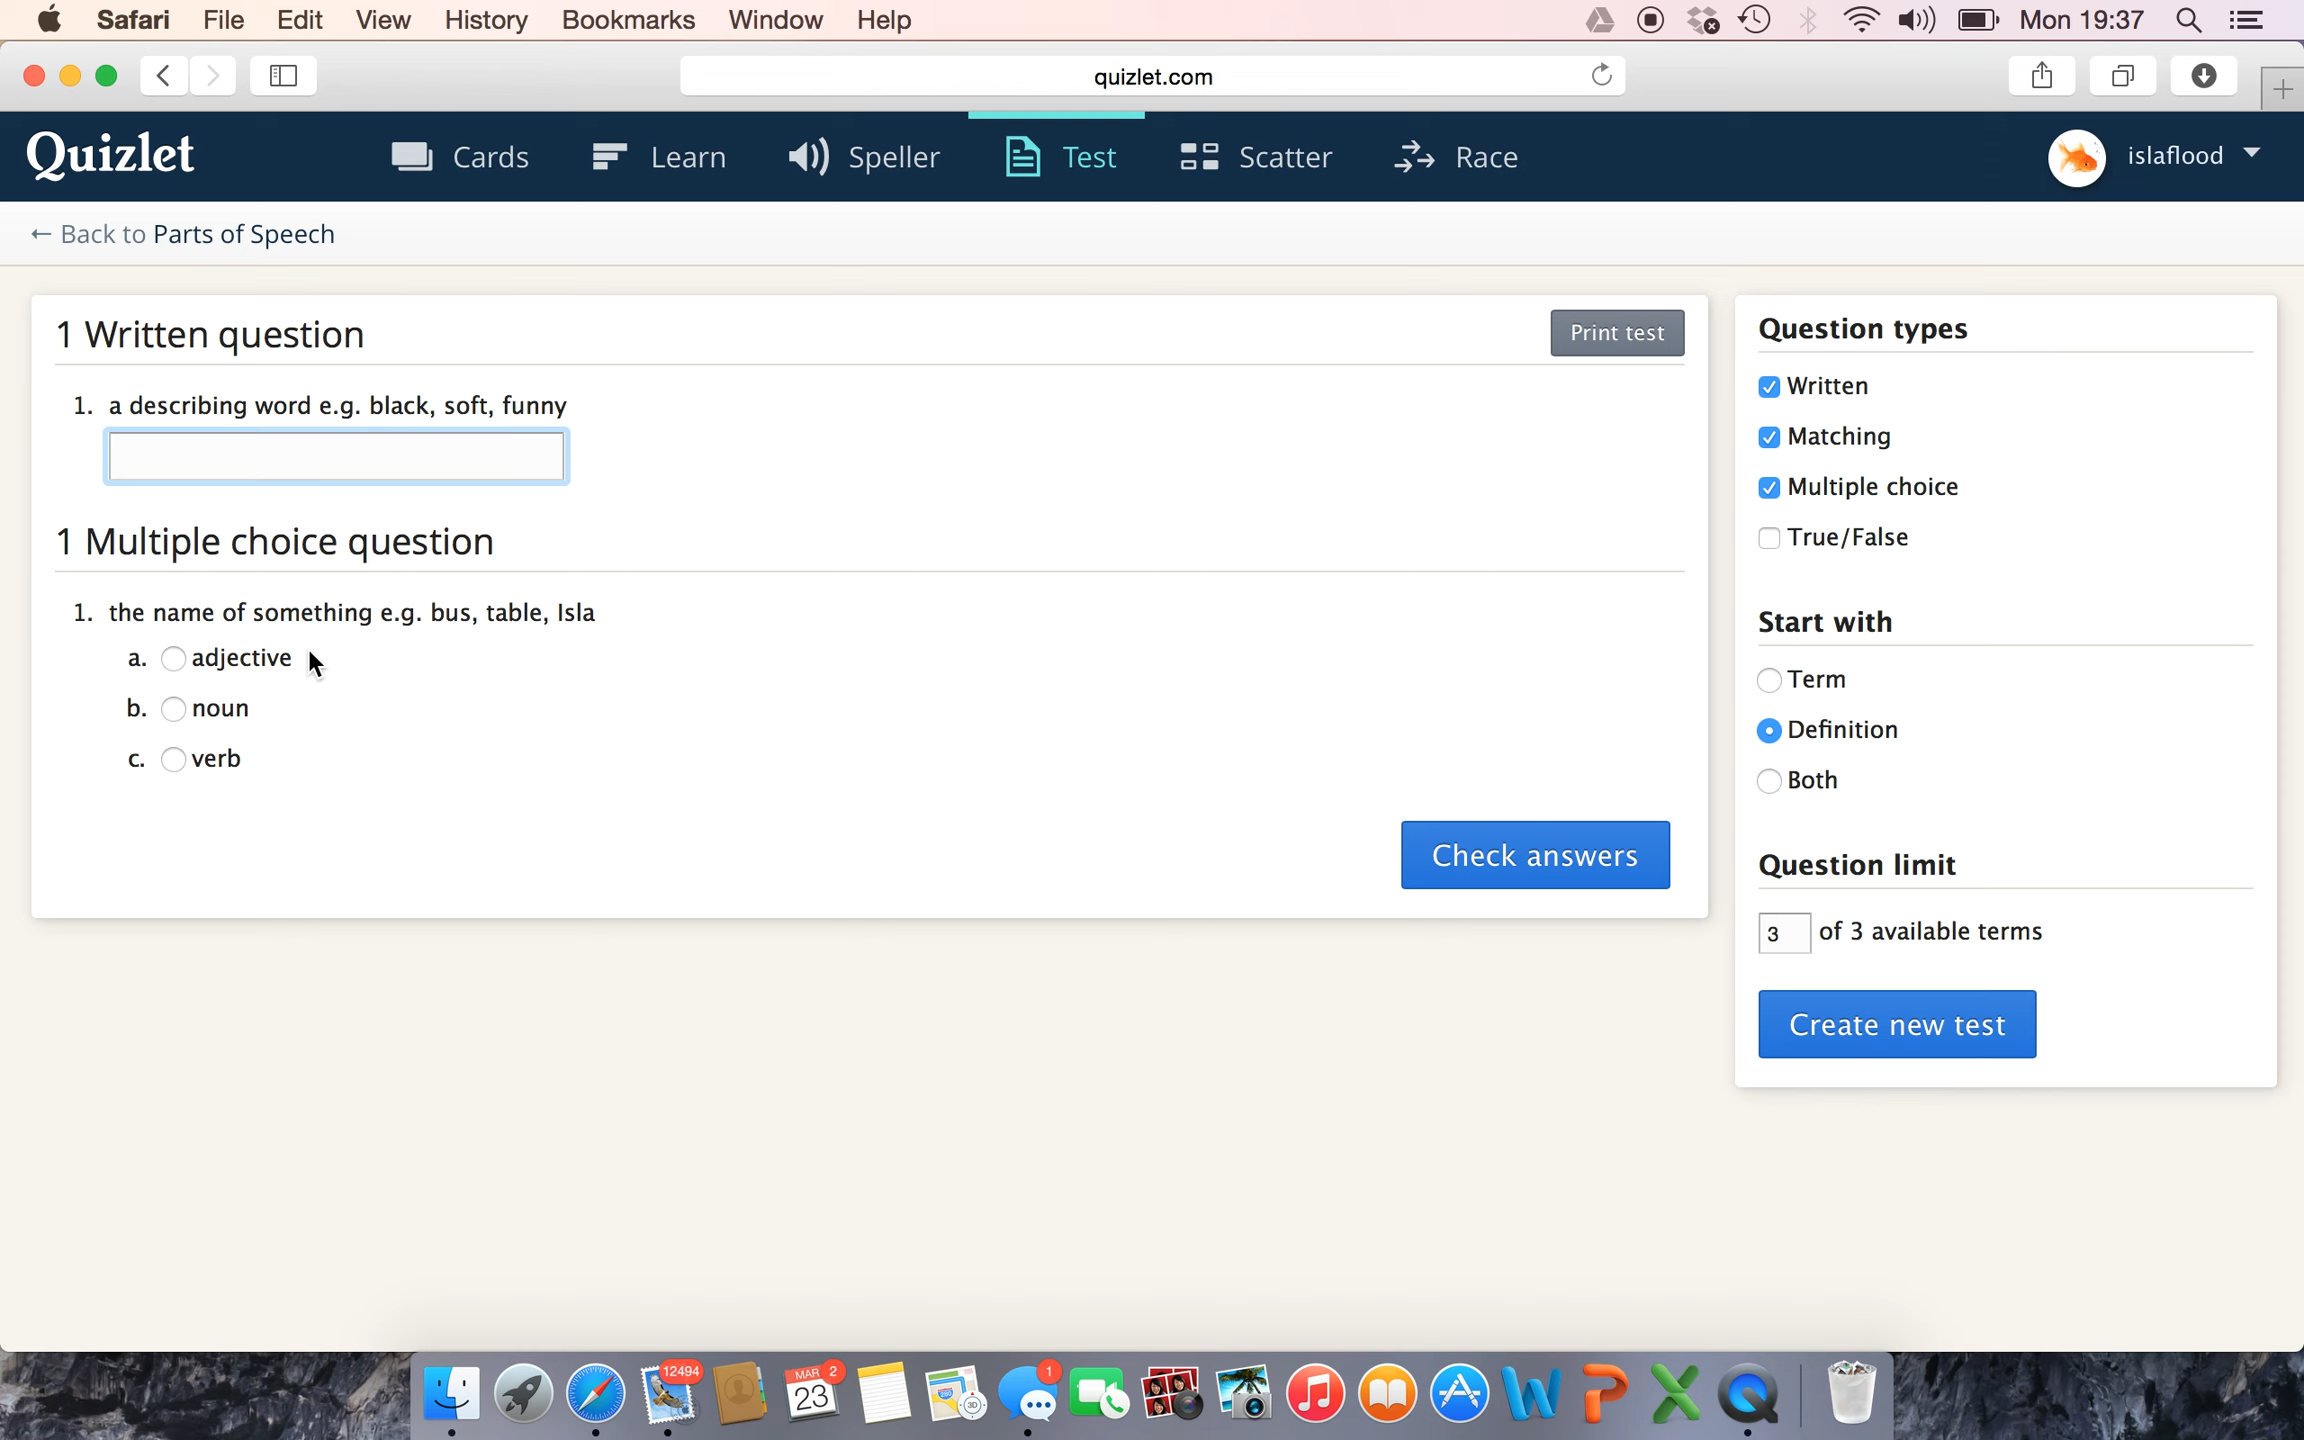 Safari File Edit View History Bookmarks Window Help Mon 19:37
quizlet.com
Quizlet Cards Learn Speller Test Scatter Race islaflood
← Back to Parts of Speech
1 Written question
Print test
1. a describing word e.g. black, soft, funny
1 Multiple choice question
1. the name of something e.g. bus, table, Isla
a. adjective
b. noun
c. verb
Check answers
Question types
Written
Matching
Multiple choice
True/False
Start with
Term
Definition
Both
Question limit
3 of 3 available terms
Create new test
12494
MAR 2
23
3D
1
W P X